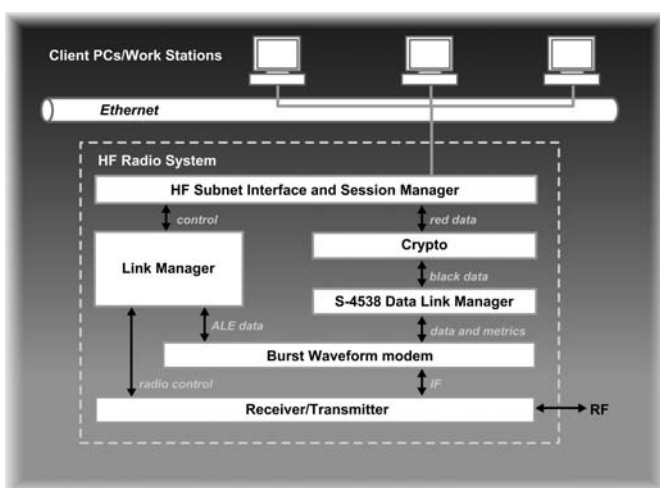 Client PCs/Work Stations
Ethernet
HF Radio System
HF Subnet Interface and Session Manager
control
red data
Link Manager
Crypto
black data
S-4538 Data Link Manager
ALE data
data and metrics
Burst Waveform modem
radio control
IF
Receiver/Transmitter
RF